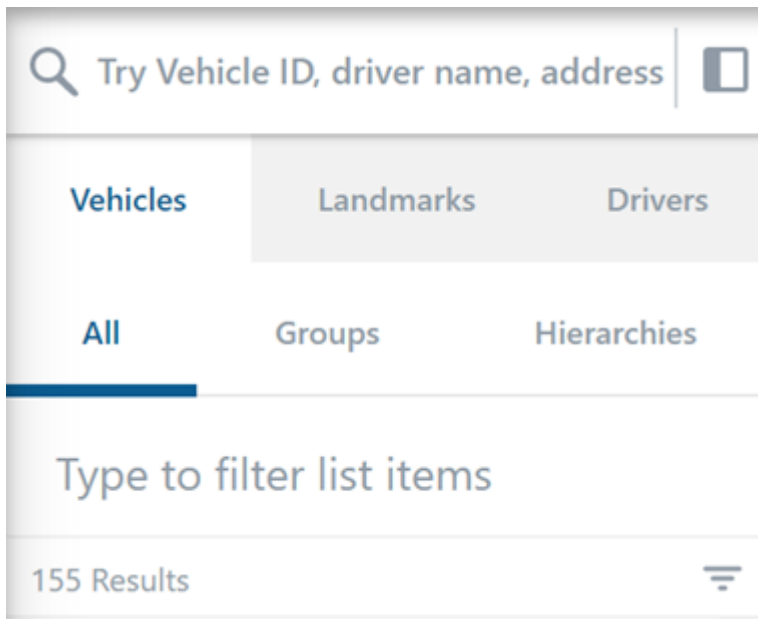 Try Vehicle ID, driver name, address
Vehicles Landmarks Drivers
All Groups Hierarchies
Type to filter list items
155 Results